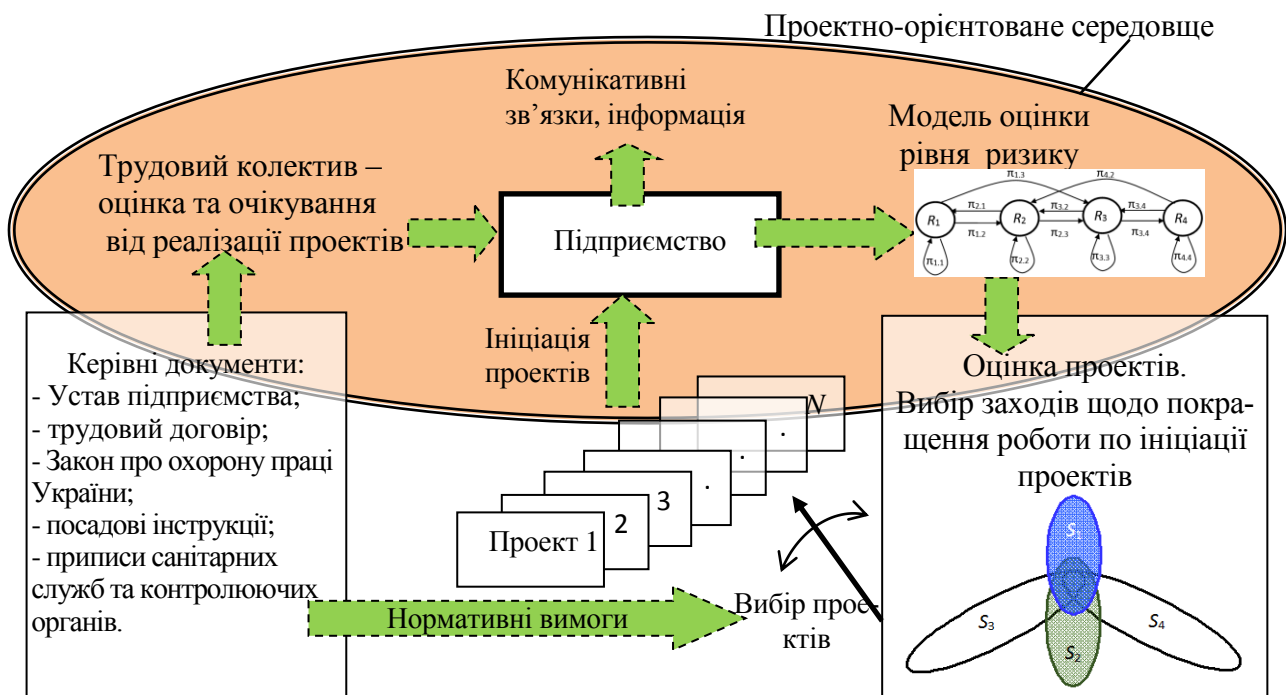 Проектно-орієнтоване середовще
Комунікативні
зв’язки, інформація
Модель оцінки
рівня ризику
Трудовий колектив –
оцінка та очікування
від реалізації проектів
Підприємство
π1.3
π4.2
π2.1
π3.2
π3.4
R1
R2
R3
R4
π1.2
π2.3
π3.4
π1.1
π2.2
π3.3
π4.4
Ініціація
проектів
Керівні документи:
- Устав підприємства;
- трудовий договір;
- Закон про охорону праці
України;
- посадові інструкції;
- приписи санітарних
служб та контролюючих
органів.
Оцінка проектів.
Вибір заходів щодо покра-
щення роботи по ініціації
проектів
N
.
.
3
2
Проект 1
Нормативні вимоги
Вибір прое-
ктів
S1
S3
S4
S2